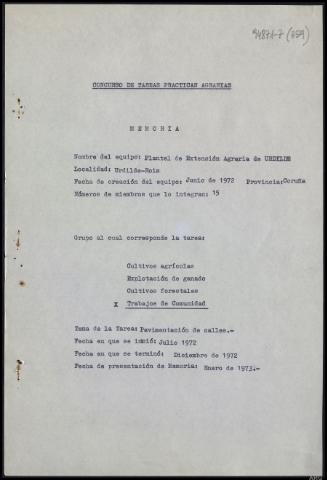 94871-7 (659)
CONCURSO DE TAREAS PRACTICAS AGRARIAS
MEMORIA
Nombre del equipo: Plantel de Extensión Agraria de URDILDE
Localidad: Urdilde-Rois
Fecha de creación del equipo: Junio de 1972 Provincia:Coruña
Números de miembros que lo integran: 15
Grupo al cual corresponde la tarea:
Cultivos agrícolas
Explotación de ganado
Cultivos forestales
X Trabajos de Comunidad
Tema de la Tarea: Pavimentación de calles.-
Fecha en que se inició: Julio 1972
Fecha en que se terminó: Diciembre de 1972
Fecha de presentación de Memoria: Enero de 1973.-